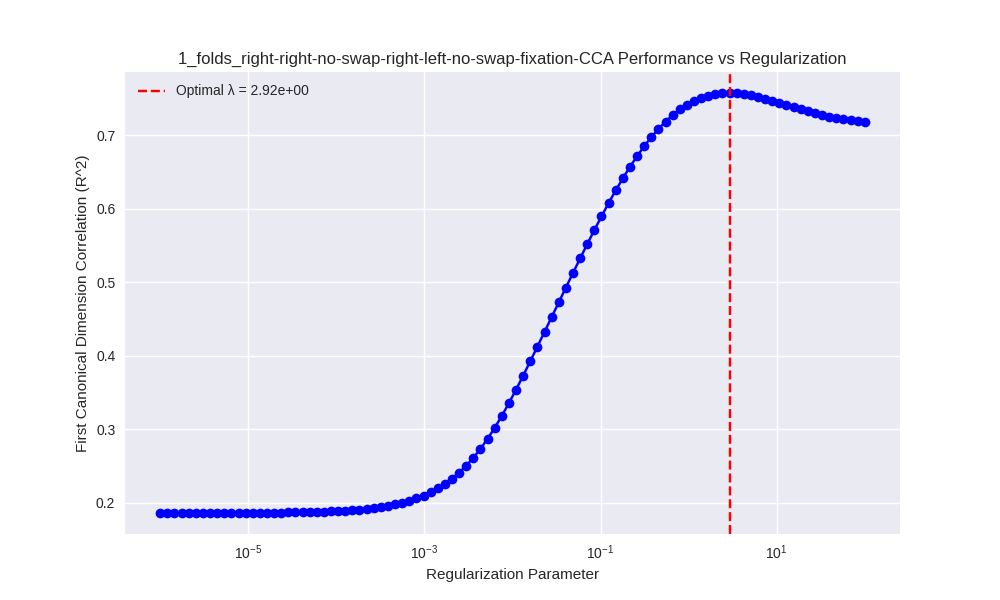 1_folds_right-right-no-swap-right-left-no-swap-fixation-CCA Performance vs Regularization
Optimal λ = 2.92e+00
First Canonical Dimension Correlation (R^2)
0.7
0.6
0.5
0.4
0.3
0.2
10⁻⁵
10⁻³
10⁻¹
10¹
Regularization Parameter